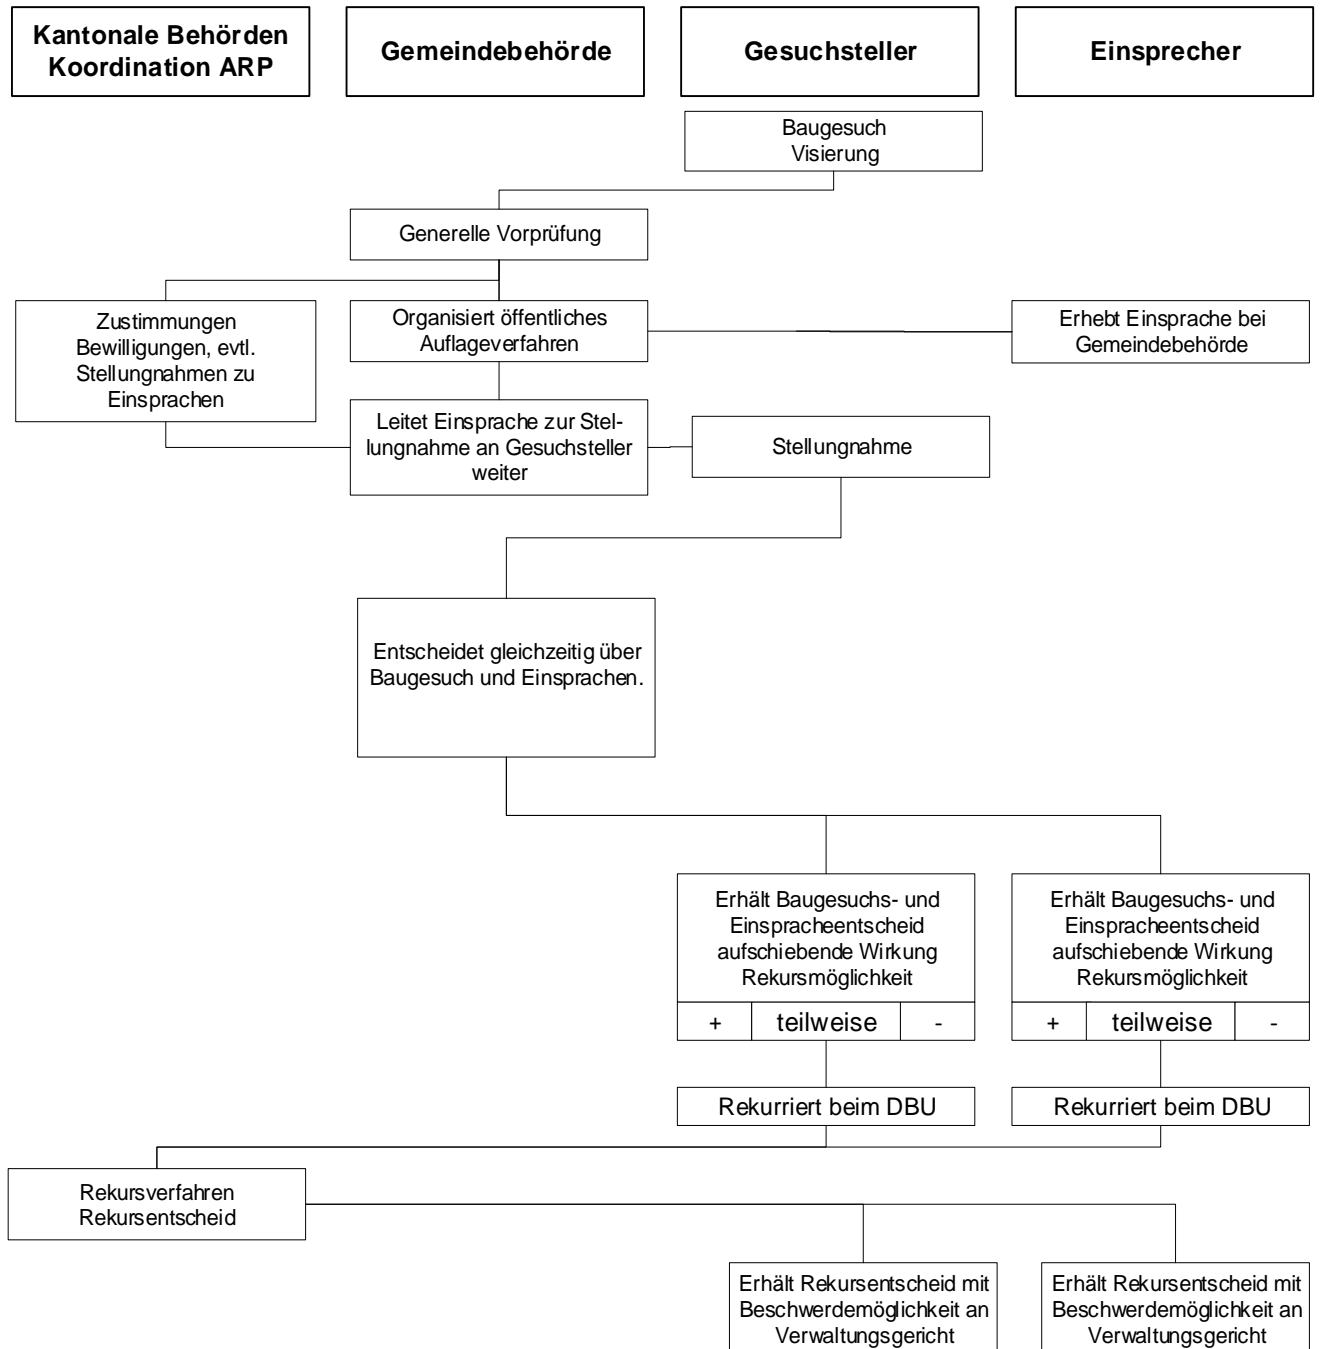 Kantonale Behörden
Koordination ARP
Gemeindebehörde
Gesuchsteller
Einsprecher
Baugesuch
Visierung
Generelle Vorprüfung
Zustimmungen
Bewilligungen, evtl.
Stellungnahmen zu
Einsprachen
Organisiert öffentliches
Auflageverfahren
Erhebt Einsprache bei
Gemeindebehörde
Leitet Einsprache zur Stel-
lungnahme an Gesuchsteller
weiter
Stellungnahme
Entscheidet gleichzeitig über
Baugesuch und Einsprachen.
Erhält Baugesuchs- und
Einspracheentscheid
aufschiebende Wirkung
Rekursmöglichkeit
+ teilweise -
Erhält Baugesuchs- und
Einspracheentscheid
aufschiebende Wirkung
Rekursmöglichkeit
+ teilweise -
Rekurriert beim DBU
Rekurriert beim DBU
Rekursverfahren
Rekursentscheid
Erhält Rekursentscheid mit
Beschwerdemöglichkeit an
Verwaltungsgericht
Erhält Rekursentscheid mit
Beschwerdemöglichkeit an
Verwaltungsgericht